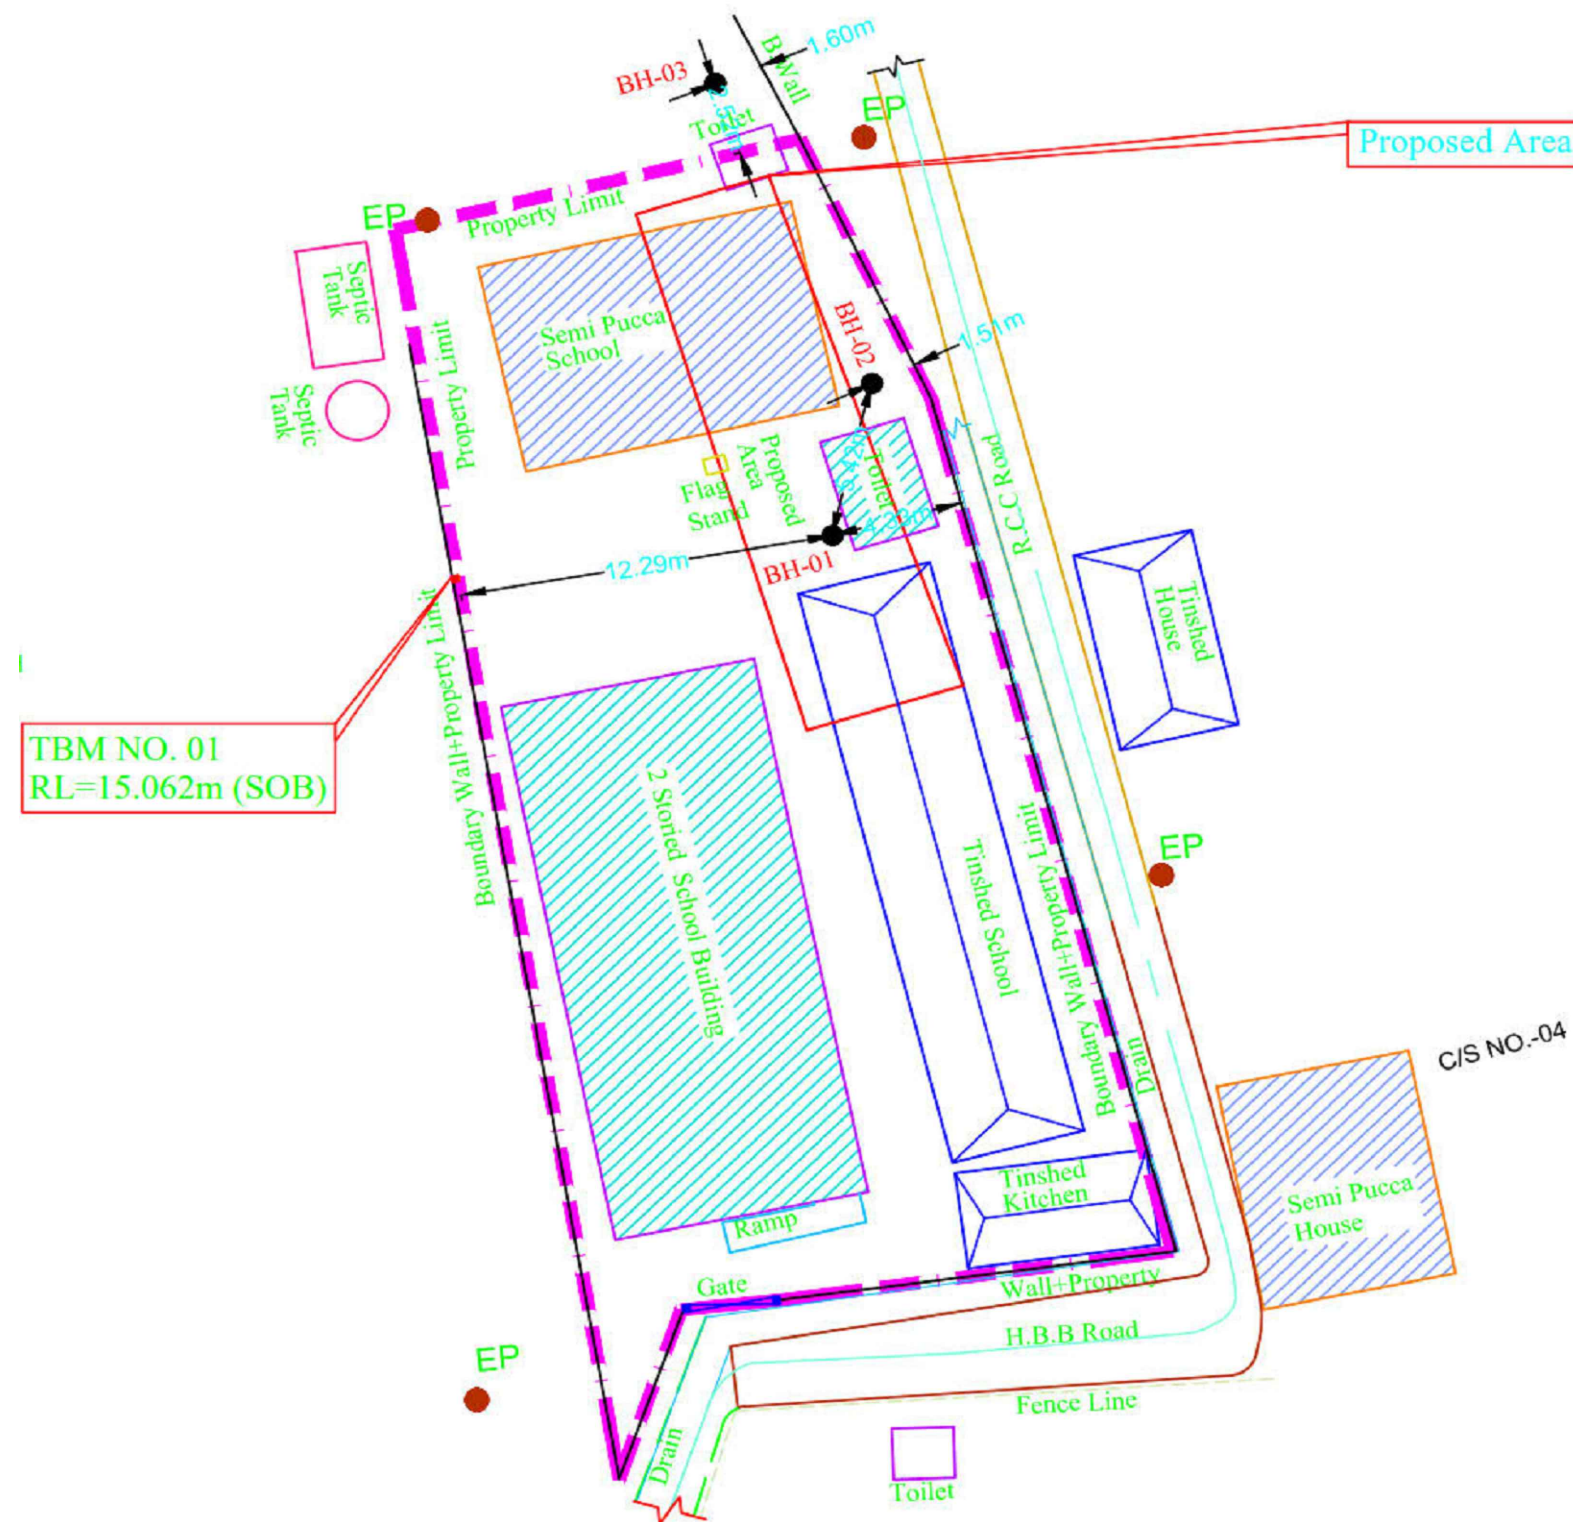 1.60m
B.Wall
BH-03
Toilet
EP
Proposed Area
EP
Property Limit
Septic
Tank
Semi Pucca
School
BH-02
1.51m
Property Limit
Septic
Tank
R.C.C Road
Proposed
Area
Toilet
Flag
Stand
4.33m
12.29m
BH-01
Tinshed
House
Boundary Wall+Property Limit
TBM NO. 01
RL=15.062m (SOB)
2 Storied School Building
Tinshed School
Boundary Wall+Property Limit
EP
Drain
C/S NO.-04
Tinshed
Kitchen
Semi Pucca
House
Ramp
Gate
Wall+Property
H.B.B Road
EP
Fence Line
Drain
Toilet